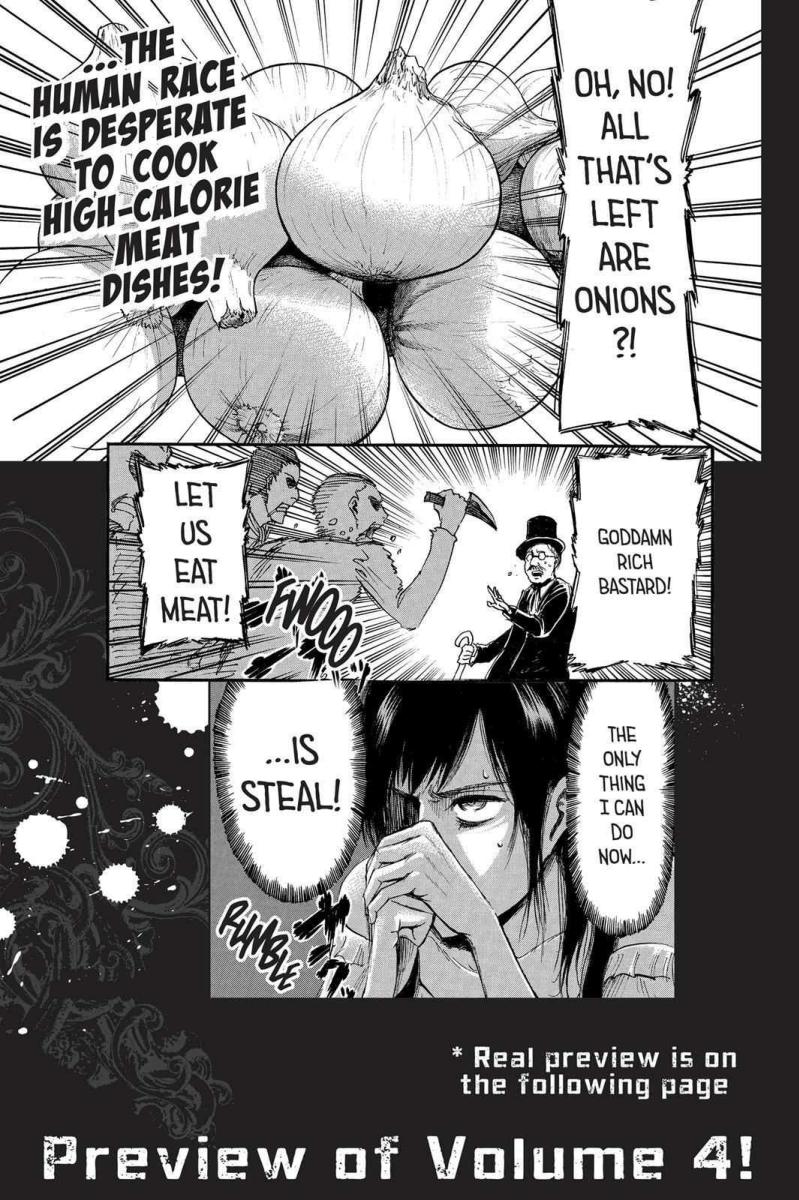 OH, NO!
ALL
THAT'S
LEFT
ARE
ONIONS
?!
...THE
HUMAN RACE
IS DESPERATE
TO COOK
HIGH-CALORIE
MEAT
DISHES!
GODDAMN
RICH
BASTARD!
LET
US
EAT
MEAT!
FWOOO
THE
ONLY
THING
I CAN
DO
NOW...
...IS
STEAL!
RUMBLE
* Real preview is on
the following page
Preview of Volume 4!